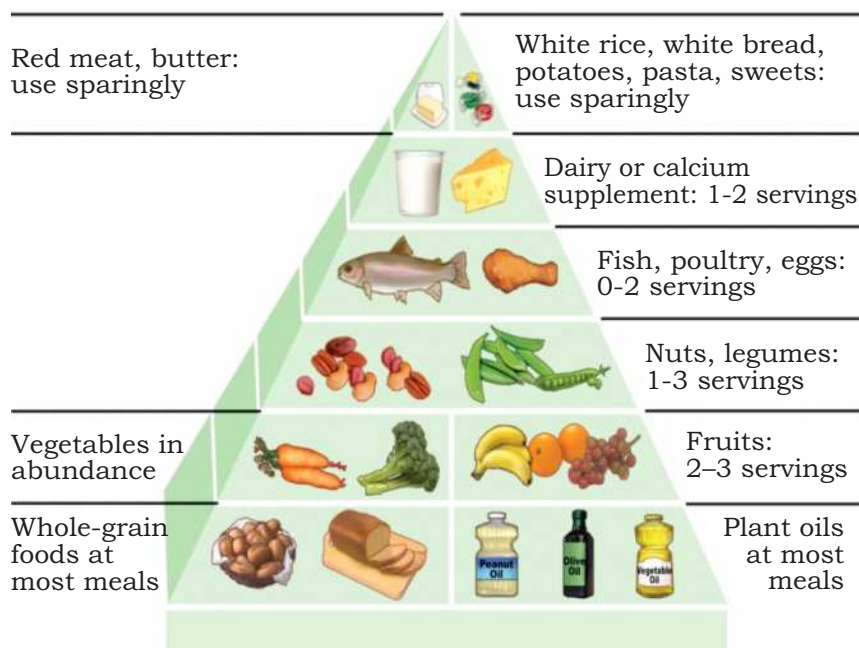 Red meat, butter:
use sparingly
White rice, white bread,
potatoes, pasta, sweets:
use sparingly
Dairy or calcium
supplement: 1-2 servings
Fish, poultry, eggs:
0-2 servings
Nuts, legumes:
1-3 servings
Vegetables in
abundance
Fruits:
2–3 servings
Whole-grain
foods at
most meals
Peanut
Oil
Olive
Oil
Vegetable
Oil
Plant oils
at most
meals